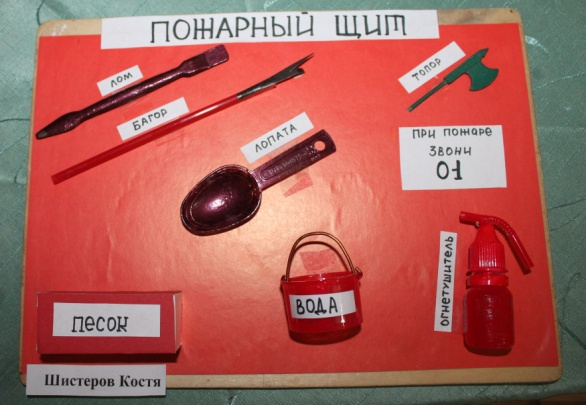 ПОЖАРНЫЙ ЩИТ
ЛОМ
ТОПОР
БАГОР
ЛОПАТА
ПРИ ПОЖАРЕ
ЗВОНИ
01
ОГНЕТУШИТЕЛЬ
ВОДА
ПЕСОК
Шистеров Костя